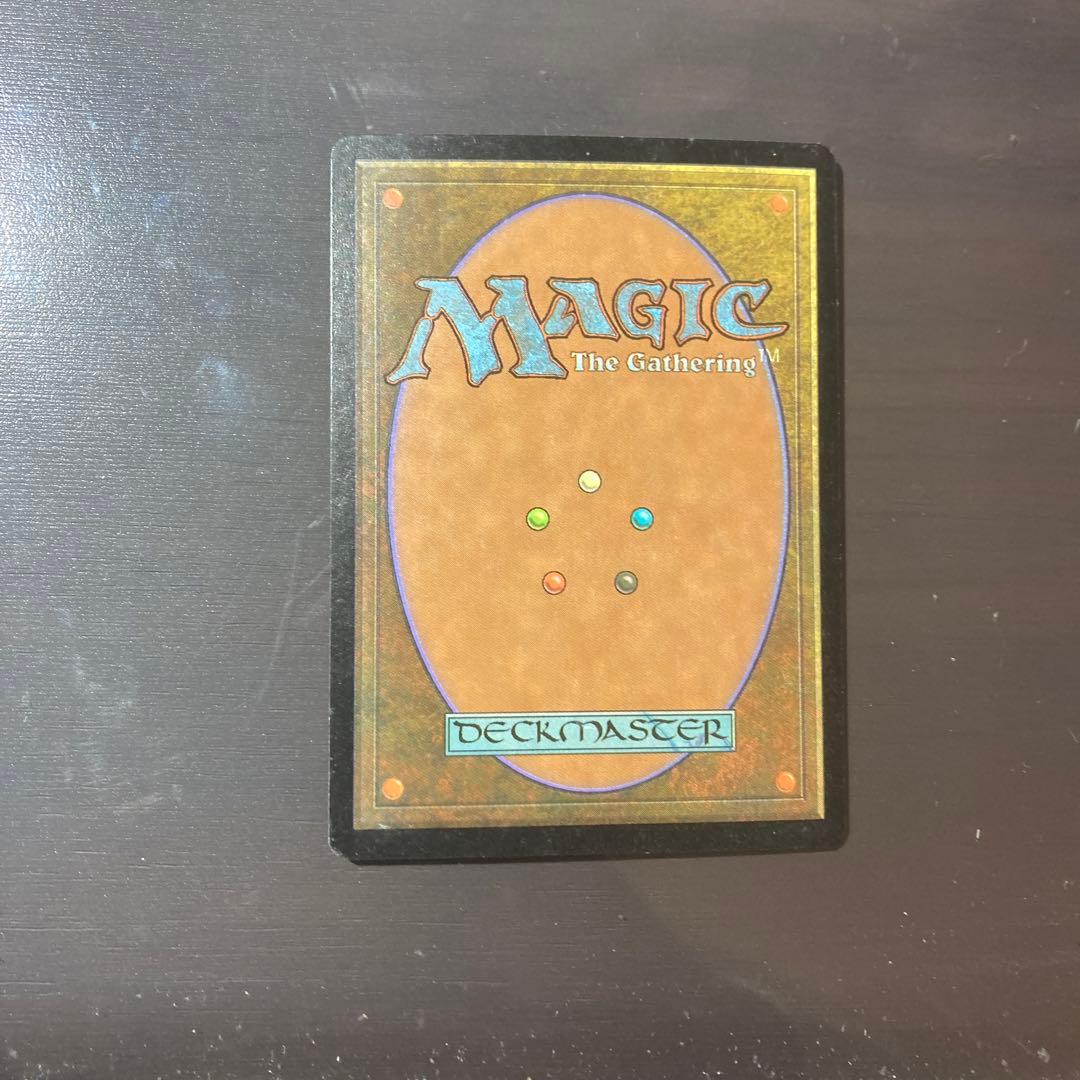 MAGIC
The Gathering™
DECKMASTER